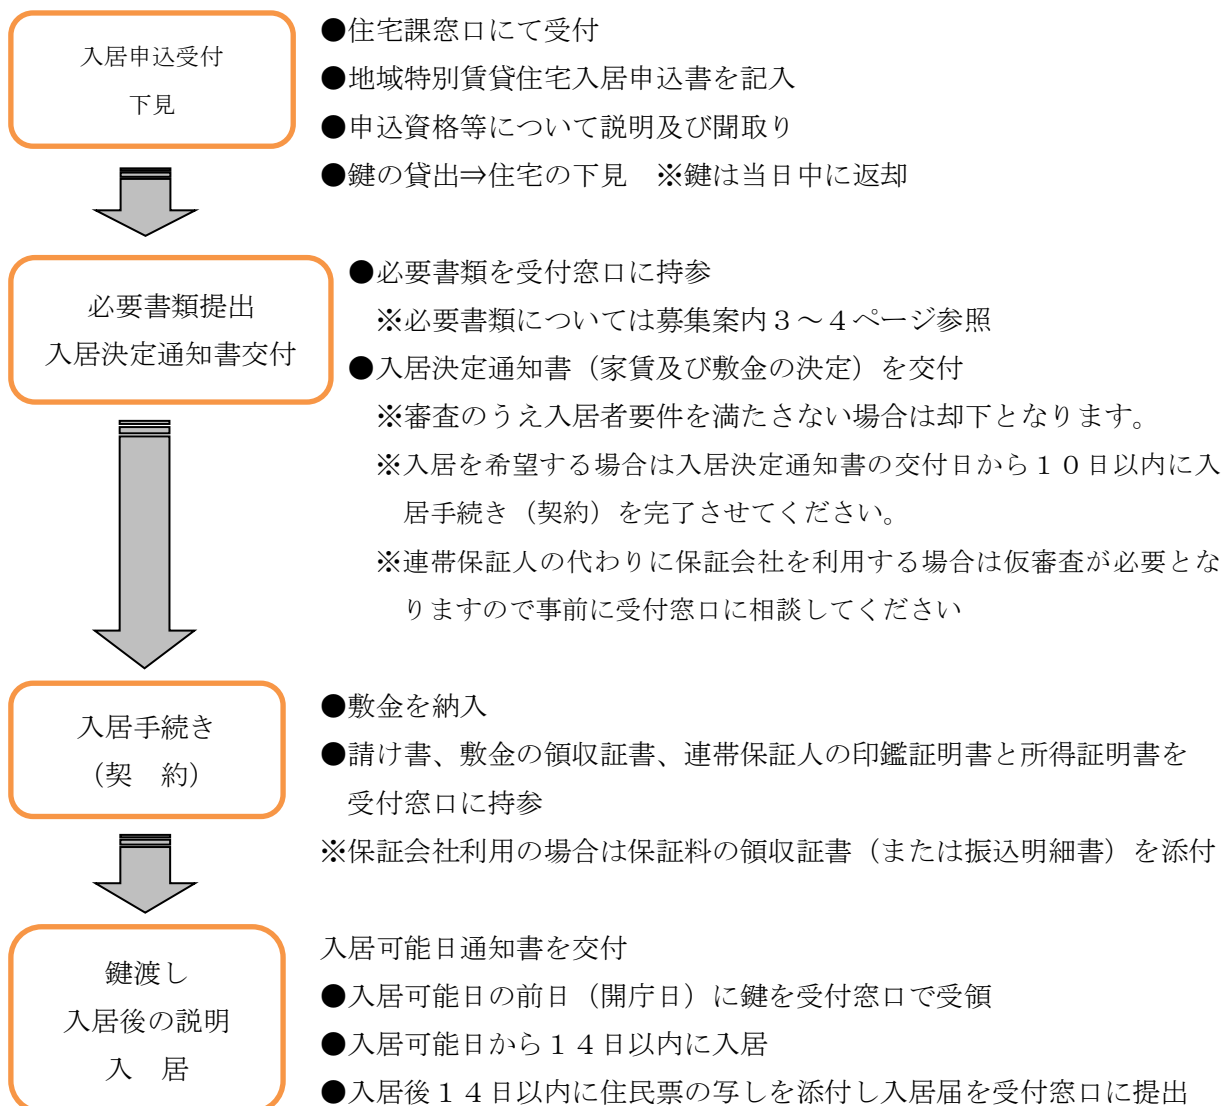 入居申込受付
下見
●住宅課窓口にて受付
●地域特別賃貸住宅入居申込書を記入
●申込資格等について説明及び聞取り
●鍵の貸出⇒住宅の下見　※鍵は当日中に返却
必要書類提出
入居決定通知書交付
●必要書類を受付窓口に持参
※必要書類については募集案内３～４ページ参照
●入居決定通知書（家賃及び敷金の決定）を交付
※審査のうえ入居者要件を満たさない場合は却下となります。
※入居を希望する場合は入居決定通知書の交付日から１０日以内に入
居手続き（契約）を完了させてください。
※連帯保証人の代わりに保証会社を利用する場合は仮審査が必要とな
りますので事前に受付窓口に相談してください
入居手続き
（契　約）
●敷金を納入
●請け書、敷金の領収証書、連帯保証人の印鑑証明書と所得証明書を
受付窓口に持参
※保証会社利用の場合は保証料の領収証書（または振込明細書）を添付
鍵渡し
入居後の説明
入　居
入居可能日通知書を交付
●入居可能日の前日（開庁日）に鍵を受付窓口で受領
●入居可能日から１４日以内に入居
●入居後１４日以内に住民票の写しを添付し入居届を受付窓口に提出